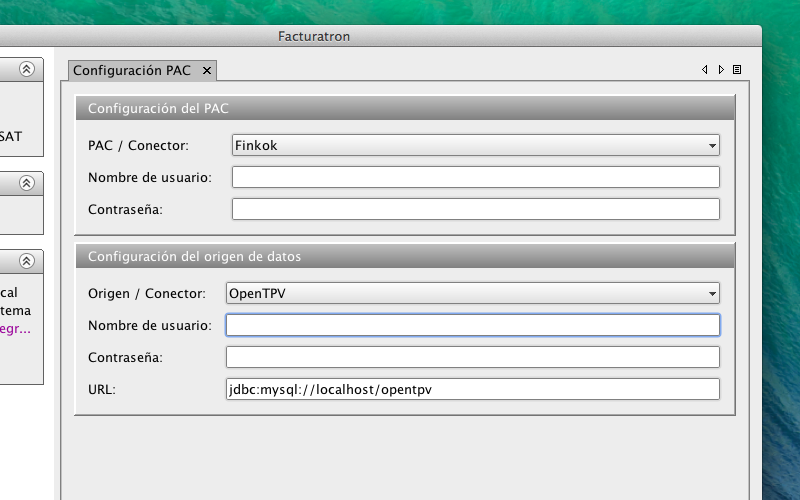 Facturatron
Configuración PAC
Configuración del PAC
SAT
PAC / Conector: Finkok
Nombre de usuario:
Contraseña:
Configuración del origen de datos
Origen / Conector: OpenTPV
Nombre de usuario:
Contraseña:
URL: jdbc:mysql://localhost/opentpv
cal
tema
egr...